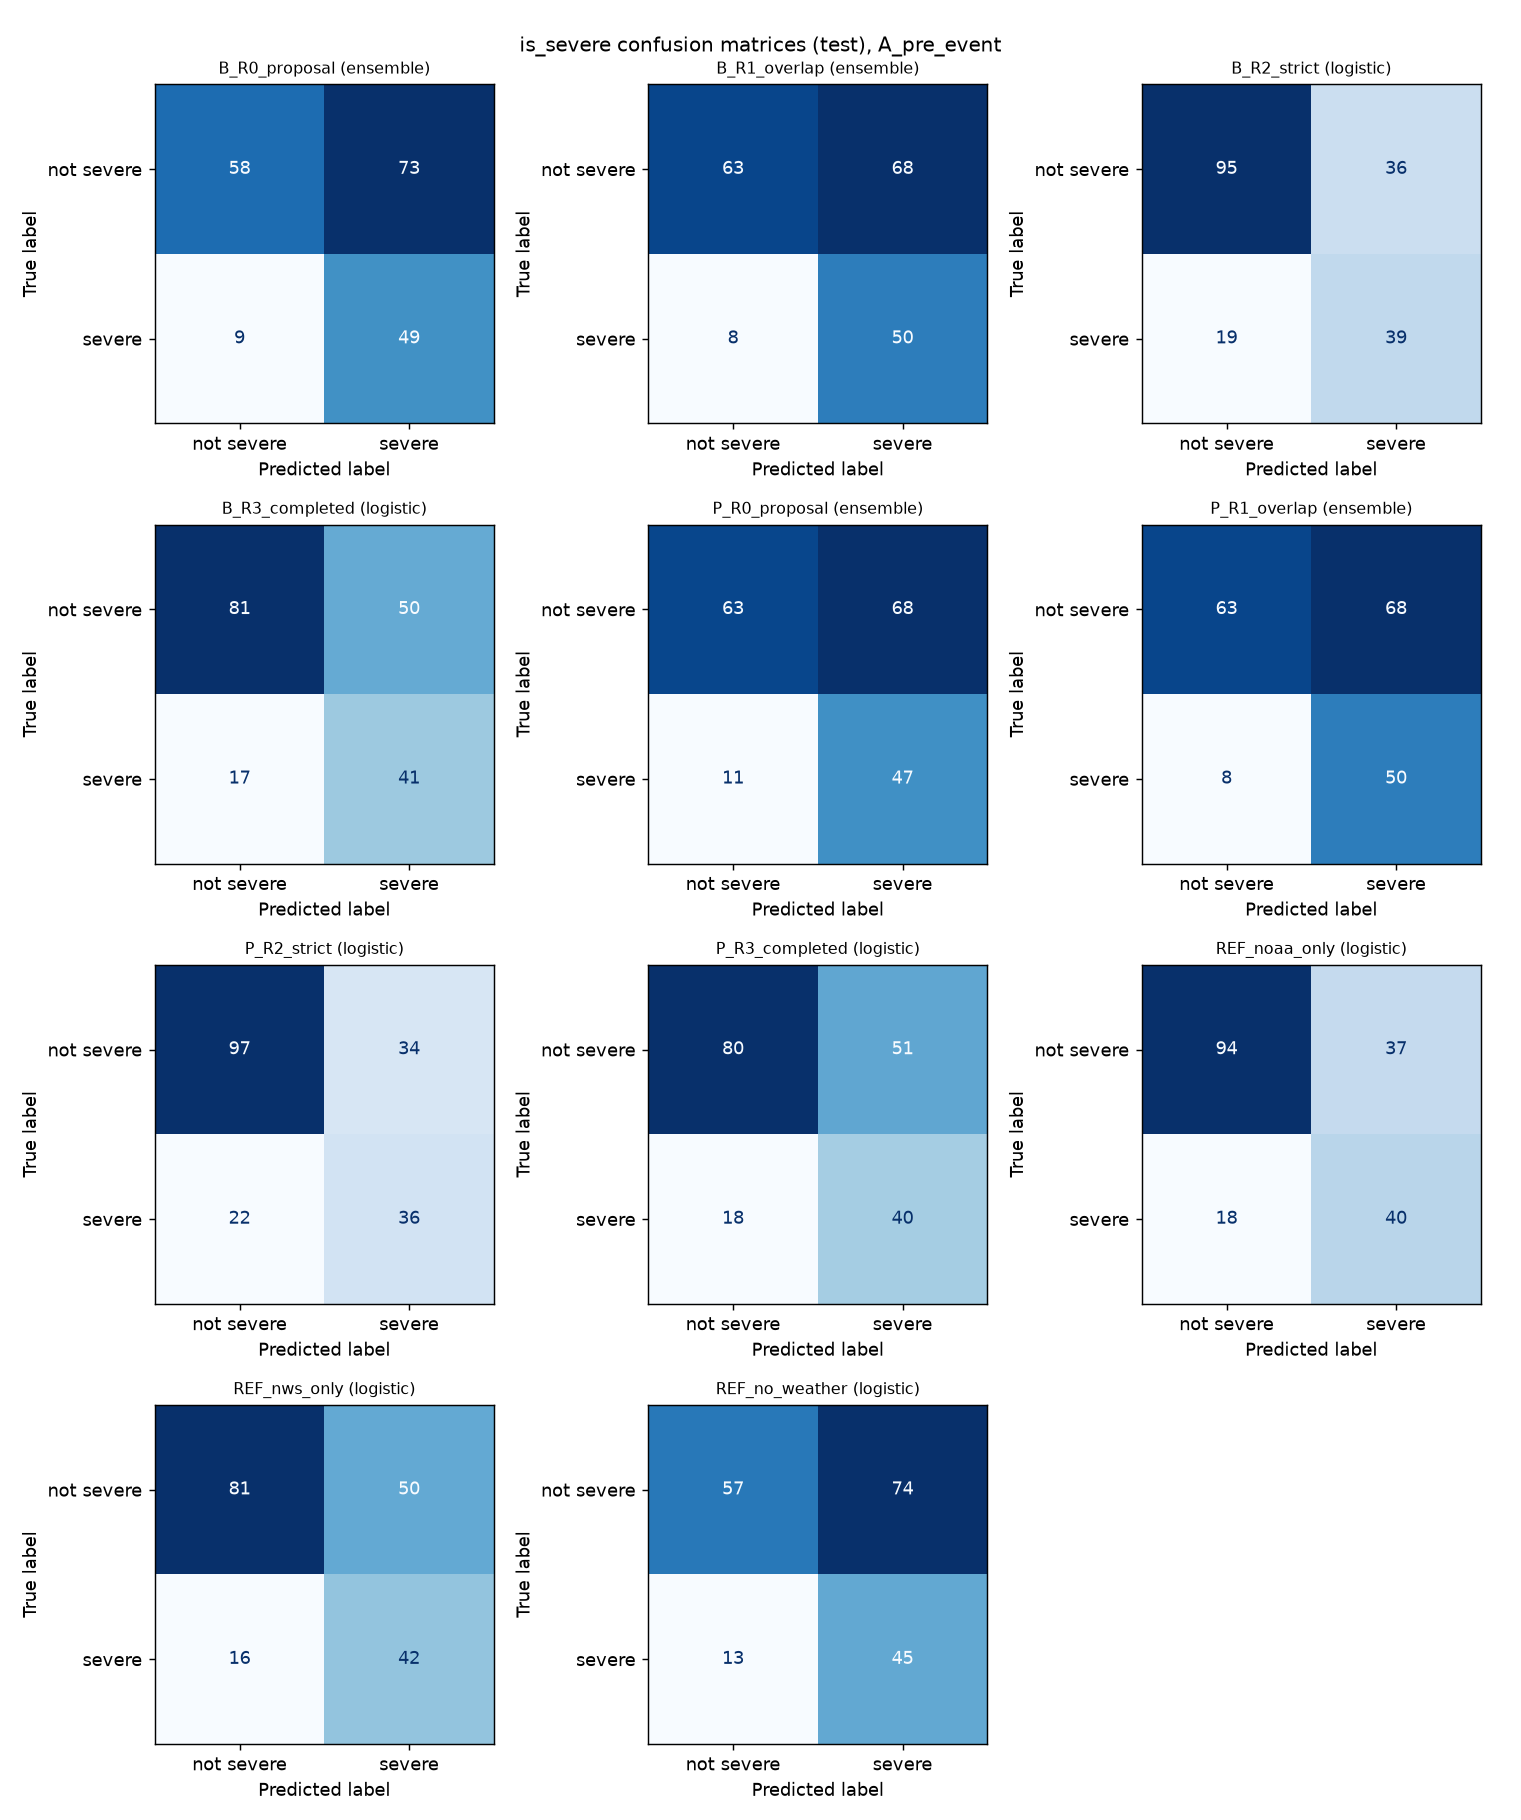 is_severe confusion matrices (test), A_pre_event
B_R0_proposal (ensemble)
True label
not severe
58
73
severe
9
49
not severe
severe
Predicted label
B_R1_overlap (ensemble)
True label
not severe
63
68
severe
8
50
not severe
severe
Predicted label
B_R2_strict (logistic)
True label
not severe
95
36
severe
19
39
not severe
severe
Predicted label
B_R3_completed (logistic)
True label
not severe
81
50
severe
17
41
not severe
severe
Predicted label
P_R0_proposal (ensemble)
True label
not severe
63
68
severe
11
47
not severe
severe
Predicted label
P_R1_overlap (ensemble)
True label
not severe
63
68
severe
8
50
not severe
severe
Predicted label
P_R2_strict (logistic)
True label
not severe
97
34
severe
22
36
not severe
severe
Predicted label
P_R3_completed (logistic)
True label
not severe
80
51
severe
18
40
not severe
severe
Predicted label
REF_noaa_only (logistic)
True label
not severe
94
37
severe
18
40
not severe
severe
Predicted label
REF_nws_only (logistic)
True label
not severe
81
50
severe
16
42
not severe
severe
Predicted label
REF_no_weather (logistic)
True label
not severe
57
74
severe
13
45
not severe
severe
Predicted label